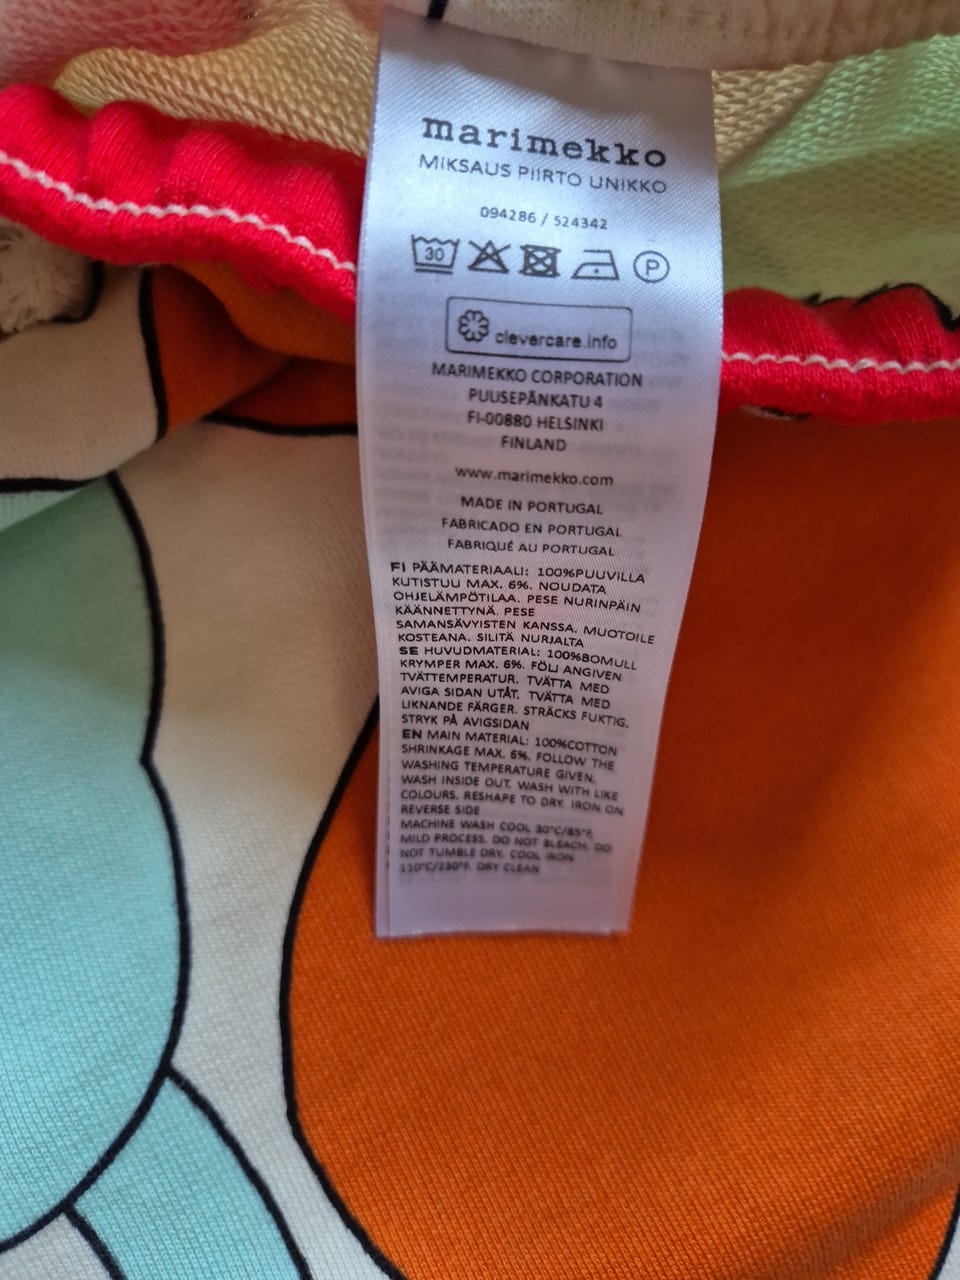 marimekko
MIKSAUS PIIRTO UNIKKO
094286 / 524342
30 P
clevercare.info
MARIMEKKO CORPORATION
PUUSEPÄNKATU 4
FI-00880 HELSINKI
FINLAND
www.marimekko.com
MADE IN PORTUGAL
FABRICADO EN PORTUGAL
FABRIQUÉ AU PORTUGAL
FI PÄÄMATERIAALI: 100%PUUVILLA
KUTISTUU MAX. 6%. NOUDATA
OHJELÄMPÖTILAA. PESE NURINPÄIN
KÄÄNNETTYNÄ. PESE
SAMANSÄVYISTEN KANSSA. MUOTOILE
KOSTEANA. SILITÄ NURJALTA
SE HUVUDMATERIAL: 100%BOMULL
KRYMPER MAX. 6%. FÖLJ ANGIVEN
TVÄTTEMPERATUR. TVÄTTA MED
AVIGA SIDAN UTÅT. TVÄTTA MED
LIKNANDE FÄRGER. STRÄCKS FUKTIG.
STRYK PÅ AVIGSIDAN
EN MAIN MATERIAL: 100%COTTON
SHRINKAGE MAX. 6%. FOLLOW THE
WASHING TEMPERATURE GIVEN.
WASH INSIDE OUT. WASH WITH LIKE
COLOURS. RESHAPE TO DRY. IRON ON
REVERSE SIDE
MACHINE WASH COOL 30°C/85°F,
MILD PROCESS. DO NOT BLEACH. DO
NOT TUMBLE DRY. COOL IRON
110°C/230°F. DRY CLEAN